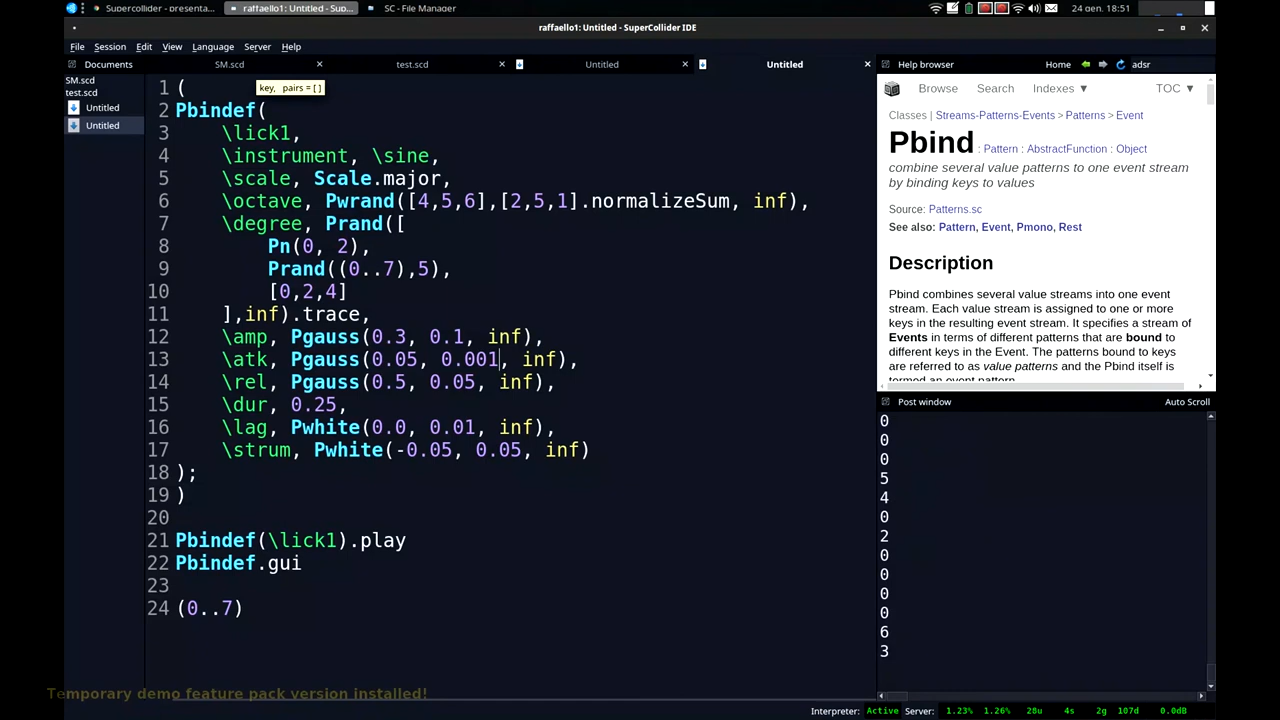 Supercollider - presenta...
raffaello1: Untitled - Sup...
SC - File Manager
24 gen. 18:51
raffaello1: Untitled - SuperCollider IDE
File Session Edit View Language Server Help
Documents
SM.scd
test.scd
Untitled
Untitled
SM.scd
test.scd
Untitled
Untitled
key, pairs = [ ]
1 (
2 Pbindef(
3 \lick1,
4 \instrument, \sine,
5 \scale, Scale.major,
6 \octave, Pwrand([4,5,6],[2,5,1].normalizeSum, inf),
7 \degree, Prand([
8 Pn(0, 2),
9 Prand((0..7),5),
10 [0,2,4]
11 ],inf).trace,
12 \amp, Pgauss(0.3, 0.1, inf),
13 \atk, Pgauss(0.05, 0.001, inf),
14 \rel, Pgauss(0.5, 0.05, inf),
15 \dur, 0.25,
16 \lag, Pwhite(0.0, 0.01, inf),
17 \strum, Pwhite(-0.05, 0.05, inf)
18 );
19 )
20
21 Pbindef(\lick1).play
22 Pbindef.gui
23
24 (0..7)
Help browser Home adsr
Browse Search Indexes ▼ TOC ▼
Classes | Streams-Patterns-Events > Patterns > Event
Pbind : Pattern : AbstractFunction : Object
combine several value patterns to one event stream
by binding keys to values
Source: Patterns.sc
See also: Pattern, Event, Pmono, Rest
Description
Pbind combines several value streams into one event
stream. Each value stream is assigned to one or more
keys in the resulting event stream. It specifies a stream of
Events in terms of different patterns that are bound to
different keys in the Event. The patterns bound to keys
are referred to as value patterns and the Pbind itself is
termed an event pattern.
Post window Auto Scroll
0
0
0
5
4
0
2
0
0
0
0
6
3
Temporary demo feature pack version installed!
Interpreter: Active Server: 1.23% 1.26% 28u 4s 2g 107d 0.0dB